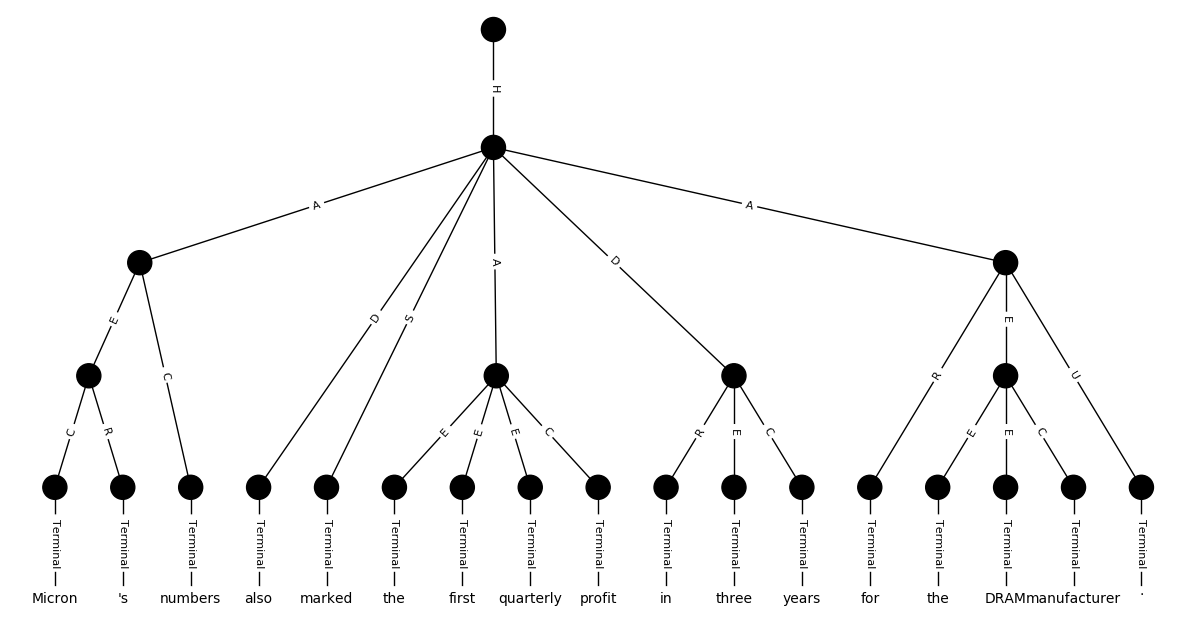 H
A
A
D
S
A
D
E
C
R
E
U
C
R
E
E
E
C
R
E
C
E
E
C
Terminal Terminal Terminal Terminal Terminal Terminal Terminal Terminal Terminal Terminal Terminal Terminal Terminal Terminal Terminal Terminal Terminal
Micron 's numbers also marked the first quarterly profit in three years for the DRAM manufacturer .